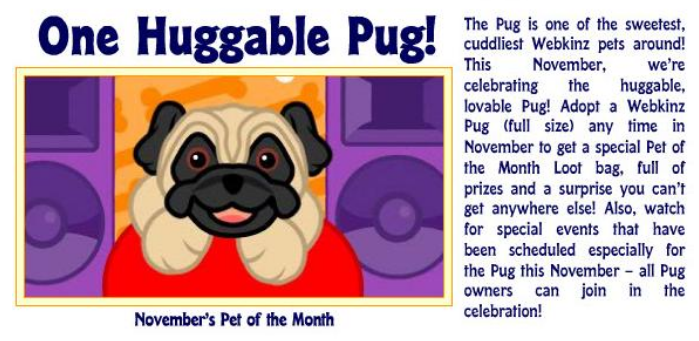 One Huggable Pug!
November's Pet of the Month
The Pug is one of the sweetest,
cuddliest Webkinz pets around!
This November, we're
celebrating the huggable,
lovable Pug! Adopt a Webkinz
Pug (full size) any time in
November to get a special Pet of
the Month Loot bag, full of
prizes and a surprise you can't
get anywhere else! Also, watch
for special events that have
been scheduled especially for
the Pug this November – all Pug
owners can join in the
celebration!